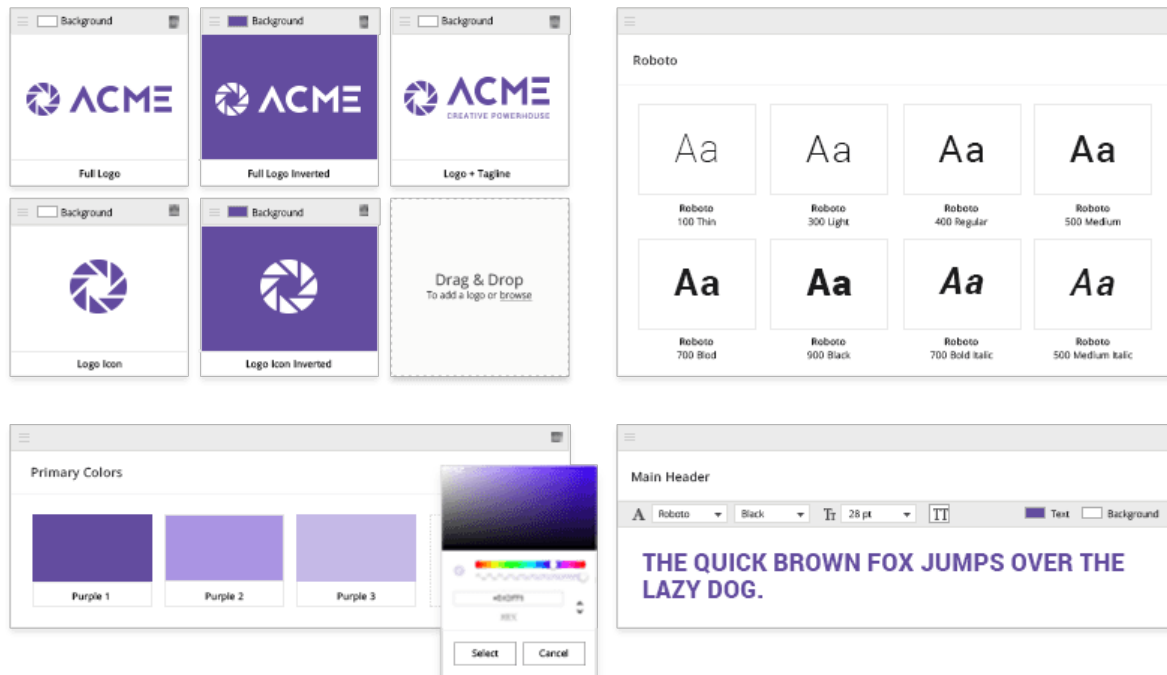 Background
Background
Background
ACME
ACME
ACME
CREATIVE POWERHOUSE
Full Logo
Full Logo Inverted
Logo + Tagline
Background
Background
Drag & Drop
To add a logo or browse
Logo Icon
Logo Icon Inverted
Roboto
Aa
Aa
Aa
Aa
Roboto
100 Thin
Roboto
300 Light
Roboto
400 Regular
Roboto
500 Medium
Aa
Aa
Aa
Aa
Roboto
700 Blod
Roboto
900 Black
Roboto
700 Bold Italic
Roboto
500 Medium Italic
Primary Colors
Purple 1
Purple 2
Purple 3
HEX
Select
Cancel
Main Header
A Roboto Black TT 28 pt TT Text Background
THE QUICK BROWN FOX JUMPS OVER THE
LAZY DOG.